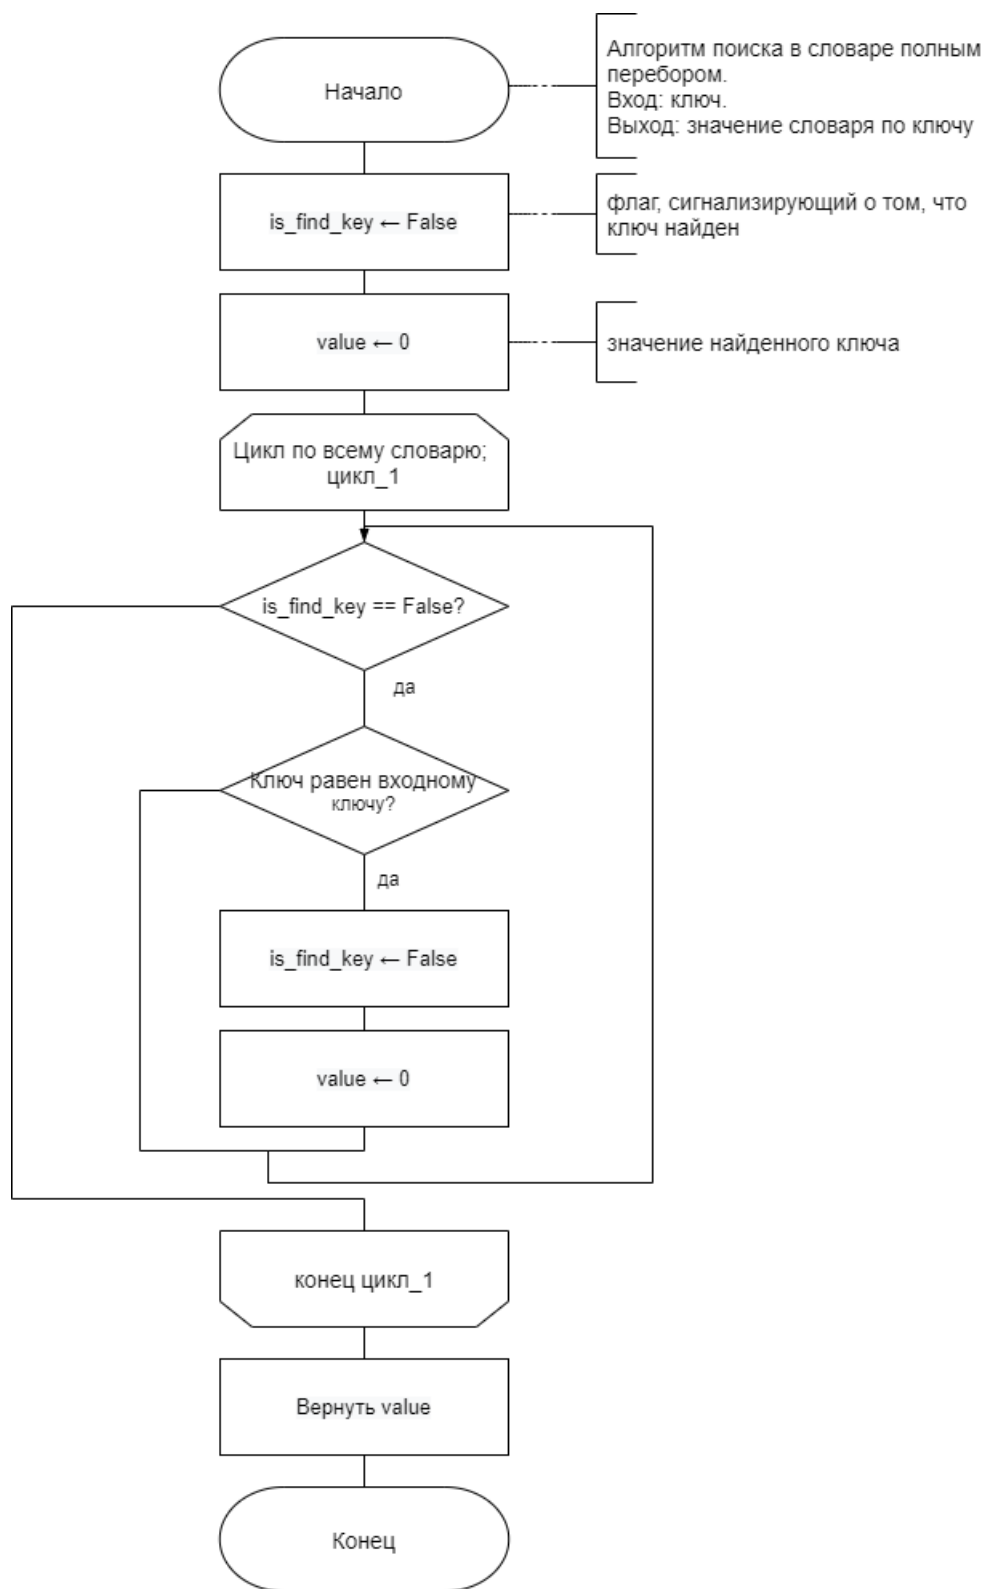 Начало
Алгоритм поиска в словаре полным
перебором.
Вход: ключ.
Выход: значение словаря по ключу
is_find_key ← False
флаг, сигнализирующий о том, что
ключ найден
value ← 0
значение найденного ключа
Цикл по всему словарю;
цикл_1
is_find_key == False?
да
Ключ равен входному
ключу?
да
is_find_key ← False
value ← 0
конец цикл_1
Вернуть value
Конец